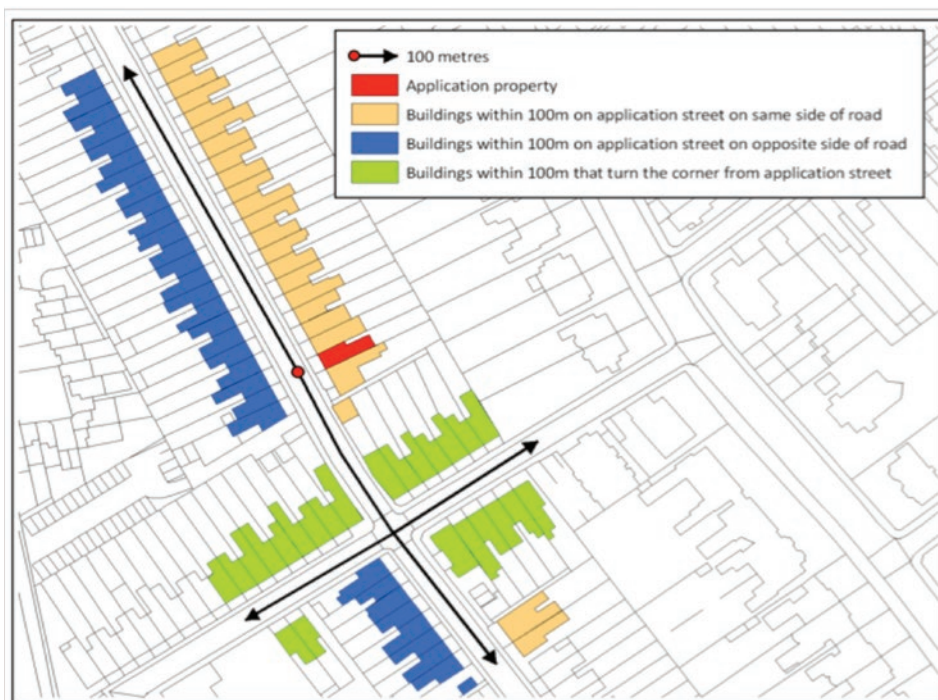 100 metres
Application property
Buildings within 100m on application street on same side of road
Buildings within 100m on application street on opposite side of road
Buildings within 100m that turn the corner from application street